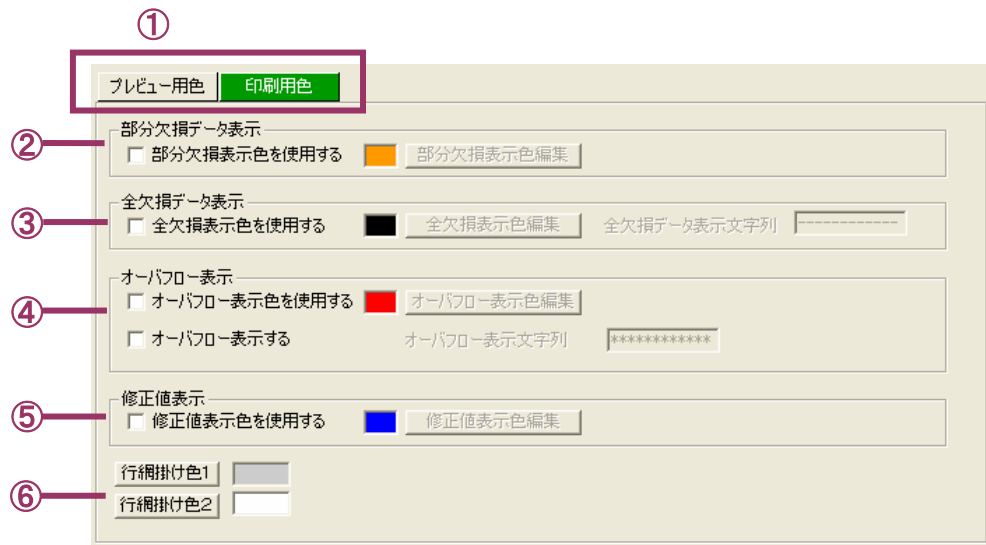 ①
プレビュー用色 印刷用色
② 部分欠損データ表示
部分欠損表示色を使用する 部分欠損表示色編集
③ 全欠損データ表示
全欠損表示色を使用する 全欠損表示色編集 全欠損データ表示文字列 ------------
④ オーバフロー表示
オーバフロー表示色を使用する オーバフロー表示色編集
オーバフロー表示する オーバフロー表示文字列 ************
⑤ 修正値表示
修正値表示色を使用する 修正値表示色編集
行網掛け色1
⑥ 行網掛け色2